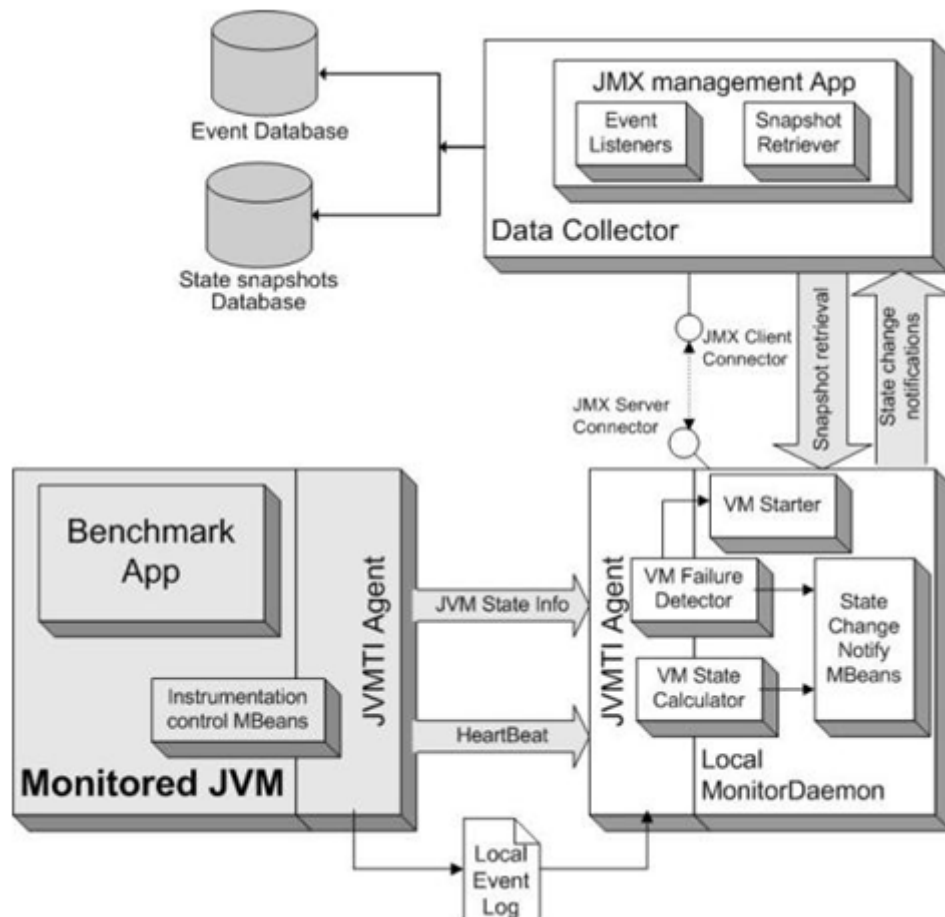 JMX management App
Event
Listeners
Snapshot
Retriever
Data Collector
Event Database
State snapshots
Database
JMX Client
Connector
JMX Server
Connector
Snapshot retrieval
State change
notifications
Benchmark
App
Instrumentation
control MBeans
Monitored JVM
JVMTI Agent
JVM State Info
HeartBeat
JVMTI Agent
VM Starter
VM Failure
Detector
VM State
Calculator
State
Change
Notify
MBeans
Local
MonitorDaemon
Local
Event
Log